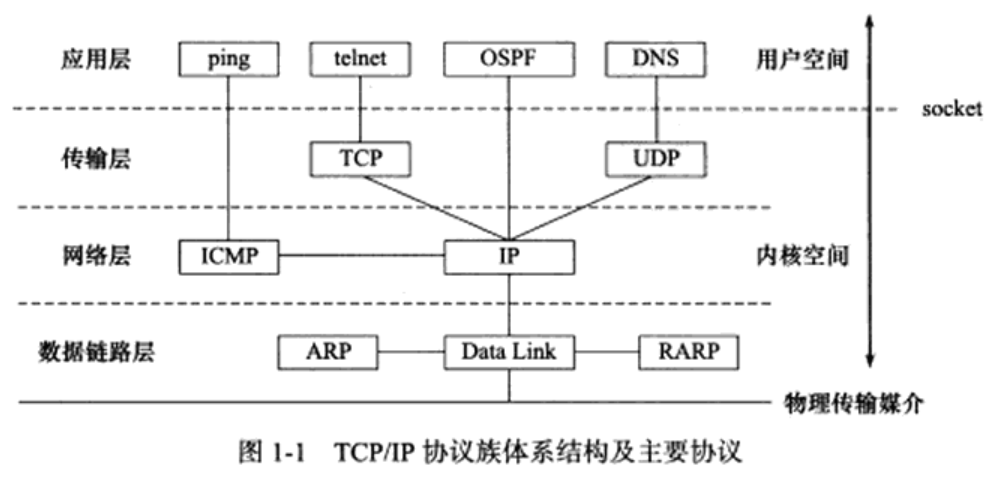 应用层 ping telnet OSPF DNS 用户空间
socket
传输层 TCP UDP
网络层 ICMP IP 内核空间
数据链路层 ARP Data Link RARP
物理传输媒介
图 1-1 TCP/IP 协议族体系结构及主要协议